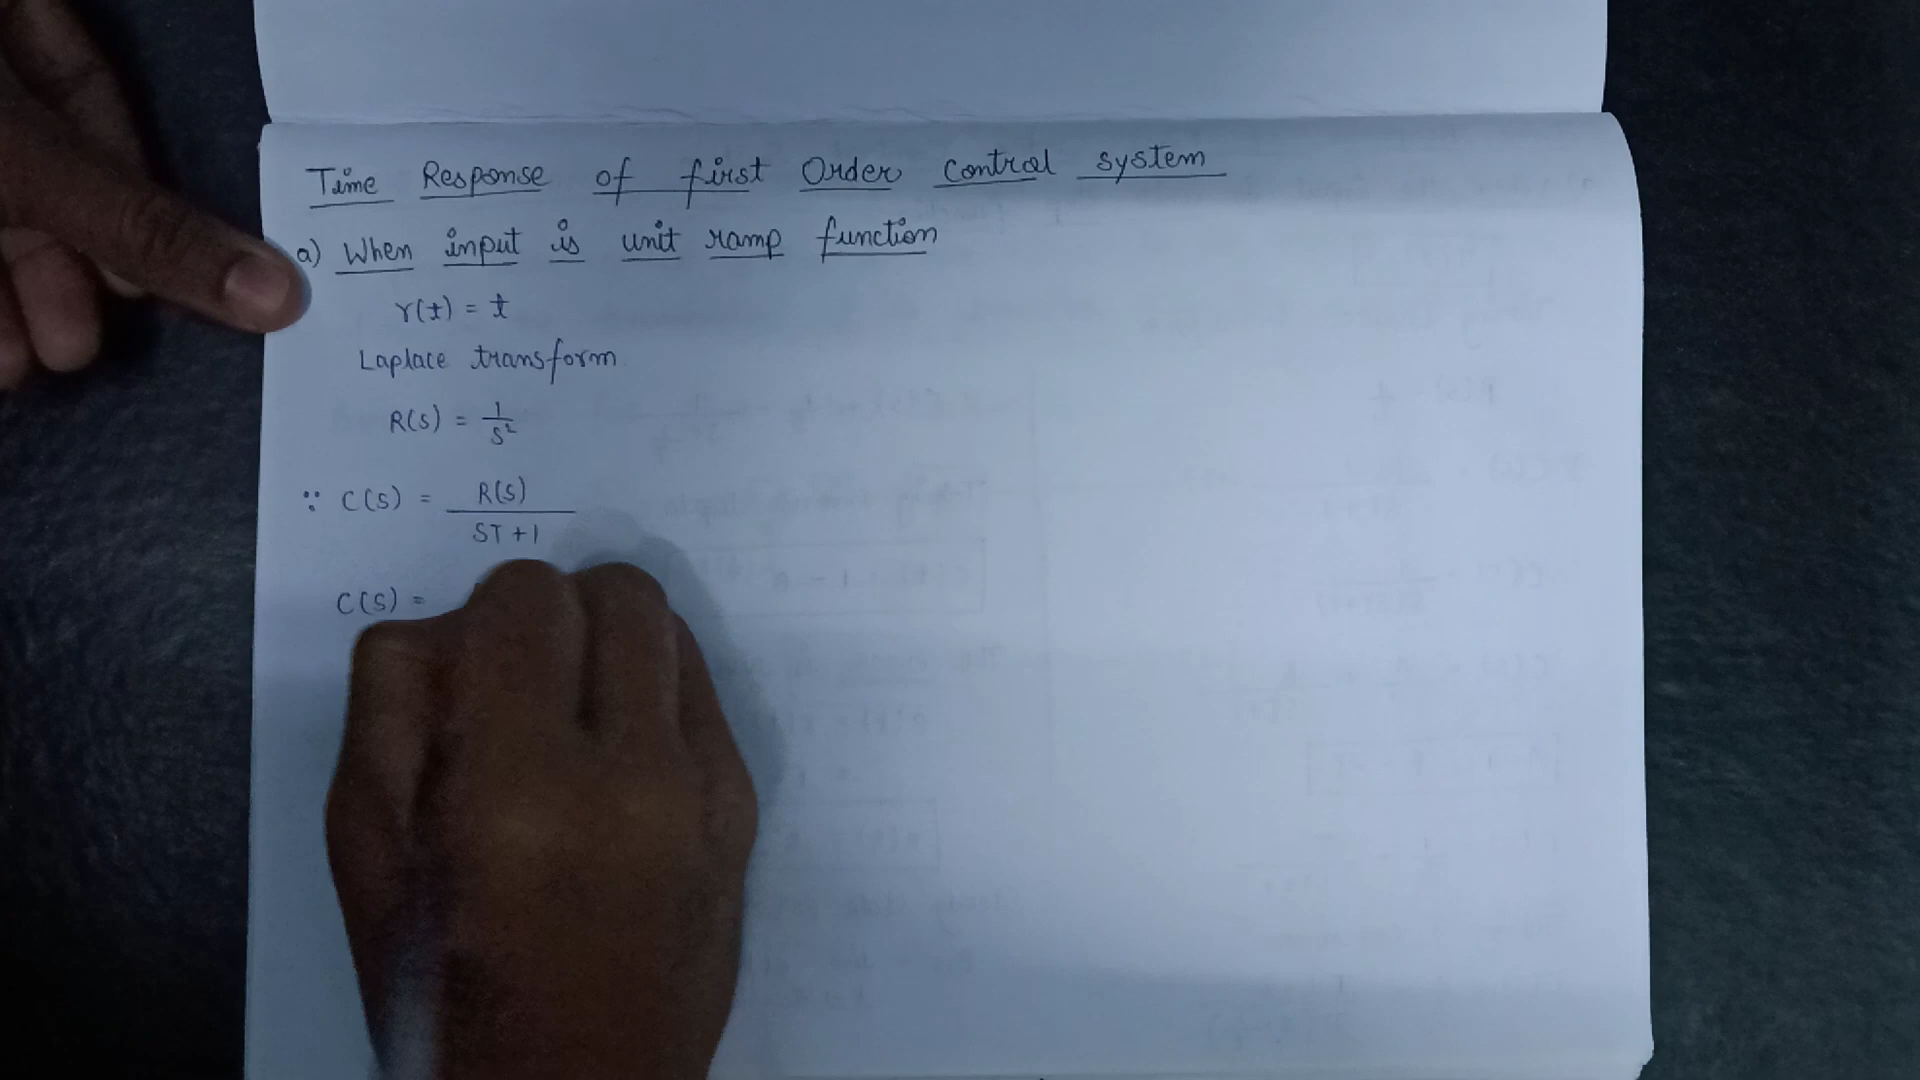 Time Response of first Order control system
a) When input is unit ramp function
r(t) = t
Laplace transform
R(s) = 1/s²
∵ C(s) = R(s)/ST+1
C(s) =